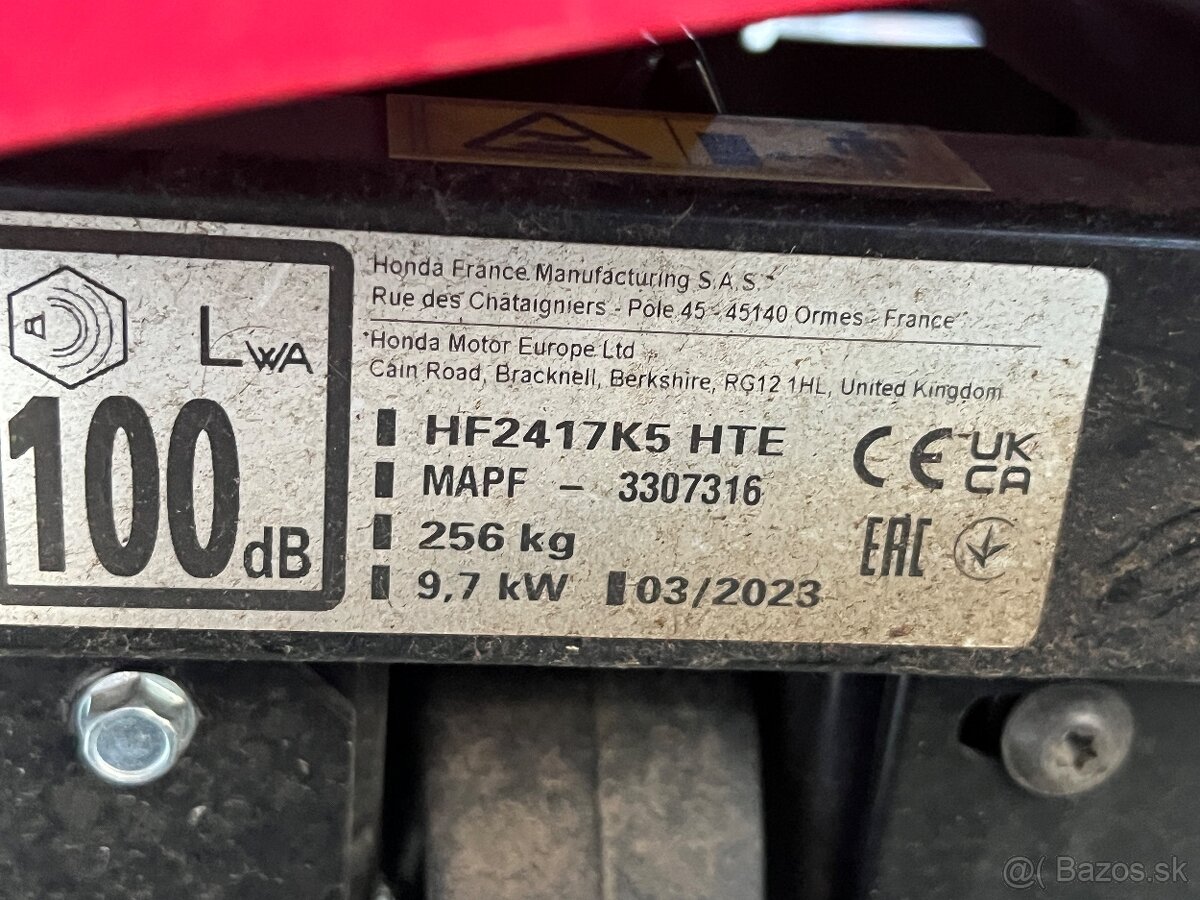 Honda France Manufacturing S.A.S.*
Rue des Châtaigniers - Pôle 45 - 45140 Ormes - France
*Honda Motor Europe Ltd
Cain Road, Bracknell, Berkshire, RG12 1HL, United Kingdom
LWA
100 dB
HF2417K5 HTE
MAPF - 3307316
256 kg
9,7 kW 03/2023
CE UK
CA
EAC
@( Bazos.sk